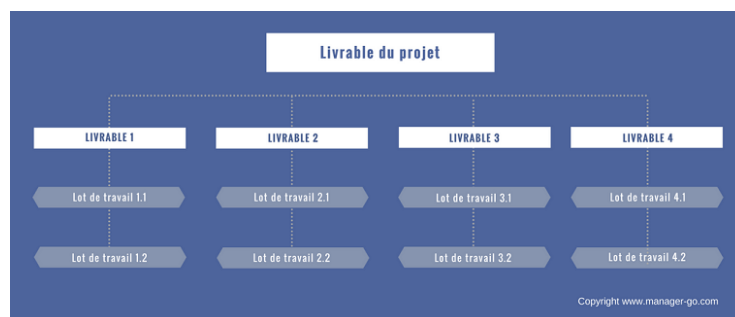 Livrable du projet
LIVRABLE 1
LIVRABLE 2
LIVRABLE 3
LIVRABLE 4
Lot de travail 1.1
Lot de travail 2.1
Lot de travail 3.1
Lot de travail 4.1
Lot de travail 1.2
Lot de travail 2.2
Lot de travail 3.2
Lot de travail 4.2
Copyright www.manager-go.com